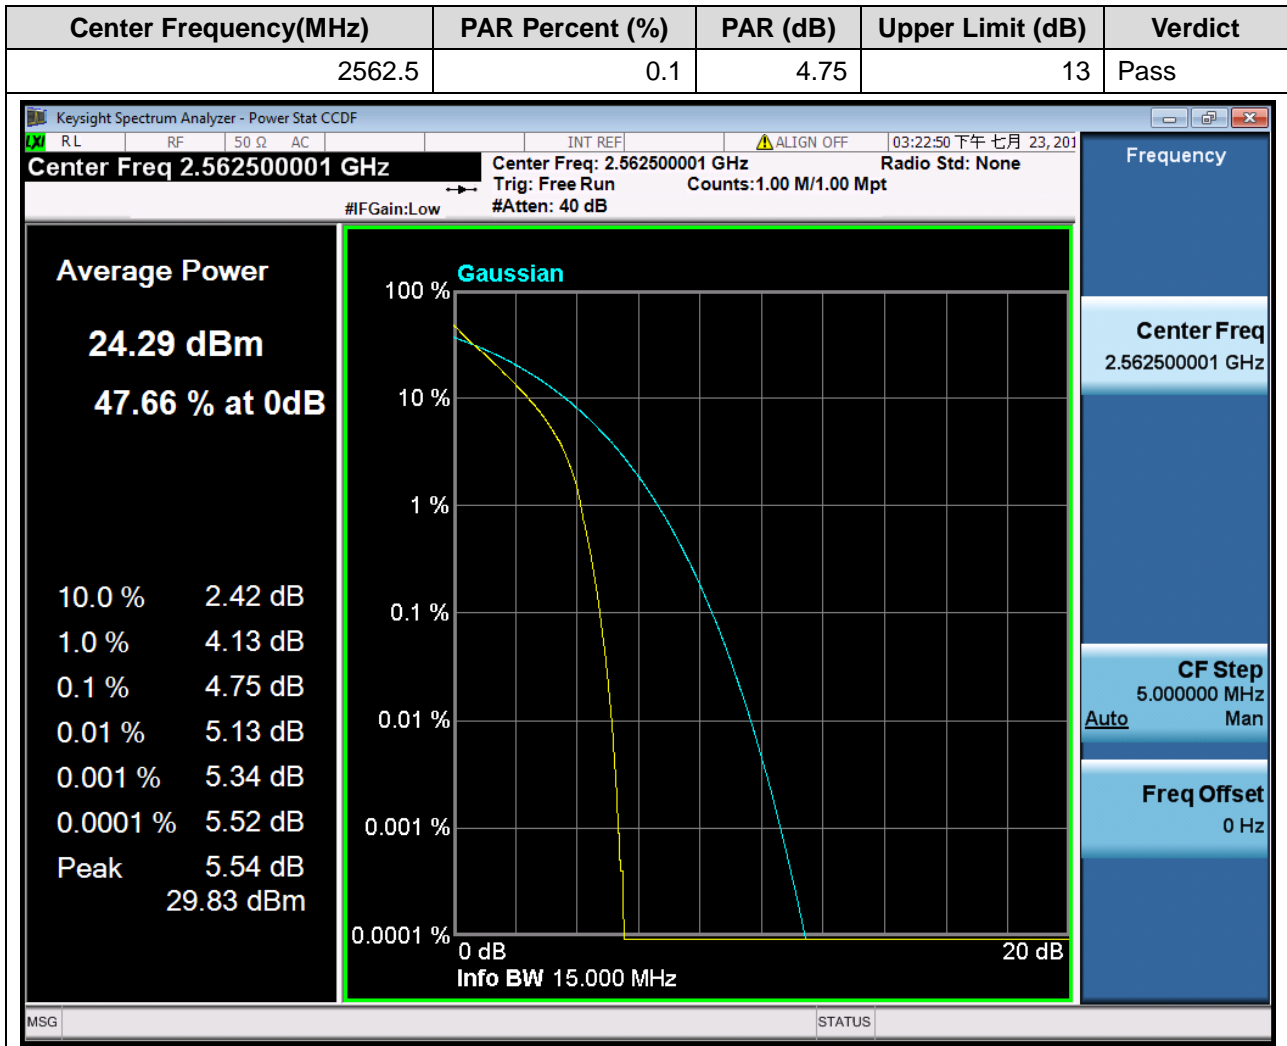 Center Frequency(MHz) PAR Percent (%) PAR (dB) Upper Limit (dB) Verdict
2562.5 0.1 4.75 13 Pass
Keysight Spectrum Analyzer - Power Stat CCDF
LXI RL RF 50 Ω AC INT REF ALIGN OFF 03:22:50 下午 七月 23, 201
Center Freq 2.562500001 GHz
Center Freq: 2.562500001 GHz Radio Std: None
Trig: Free Run Counts:1.00 M/1.00 Mpt
#IFGain:Low #Atten: 40 dB
Average Power
24.29 dBm
47.66 % at 0dB
10.0 % 2.42 dB
1.0 % 4.13 dB
0.1 % 4.75 dB
0.01 % 5.13 dB
0.001 % 5.34 dB
0.0001 % 5.52 dB
Peak 5.54 dB
29.83 dBm
Gaussian
100 %
10 %
1 %
0.1 %
0.01 %
0.001 %
0.0001 %
0 dB 20 dB
Info BW 15.000 MHz
Frequency
Center Freq
2.562500001 GHz
CF Step
5.000000 MHz
Auto Man
Freq Offset
0 Hz
MSG STATUS